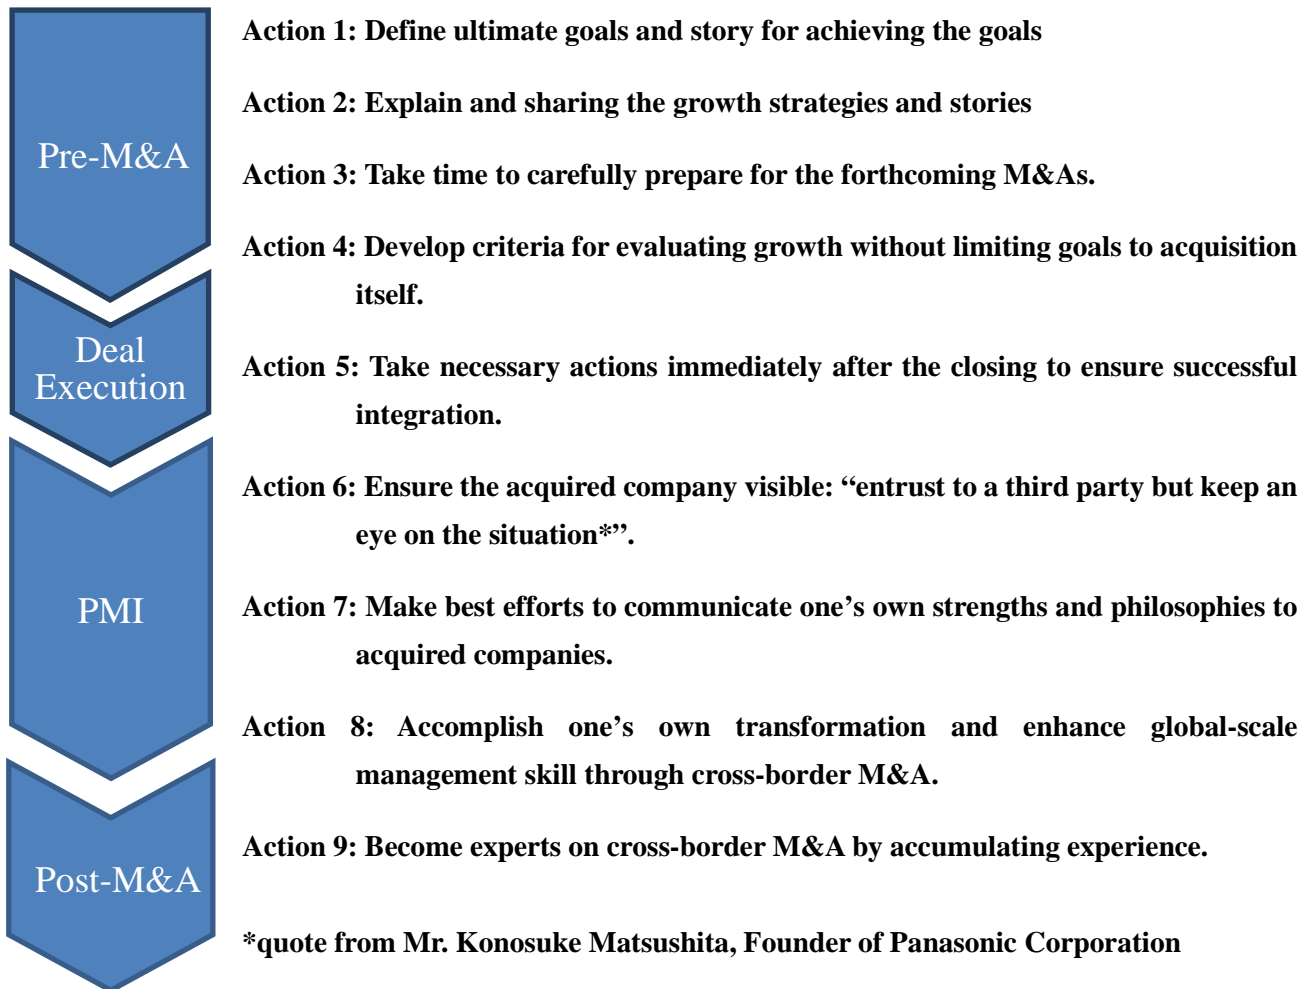 Pre-M&A
Deal
Execution
PMI
Post-M&A
Action 1: Define ultimate goals and story for achieving the goals
Action 2: Explain and sharing the growth strategies and stories
Action 3: Take time to carefully prepare for the forthcoming M&As.
Action 4: Develop criteria for evaluating growth without limiting goals to acquisition
itself.
Action 5: Take necessary actions immediately after the closing to ensure successful
integration.
Action 6: Ensure the acquired company visible: “entrust to a third party but keep an
eye on the situation*”.
Action 7: Make best efforts to communicate one’s own strengths and philosophies to
acquired companies.
Action 8: Accomplish one’s own transformation and enhance global-scale
management skill through cross-border M&A.
Action 9: Become experts on cross-border M&A by accumulating experience.
*quote from Mr. Konosuke Matsushita, Founder of Panasonic Corporation